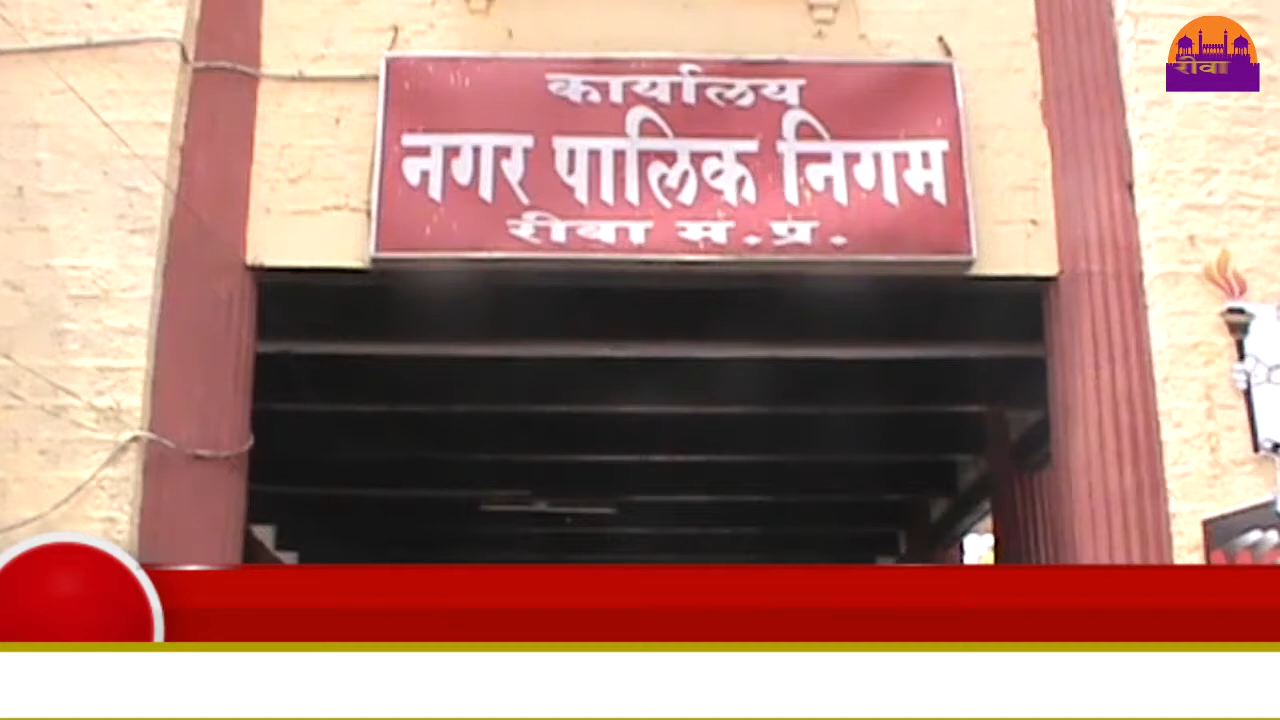 कार्यालय
नगर पालिक निगम
रीवा म.प्र.
रीवा